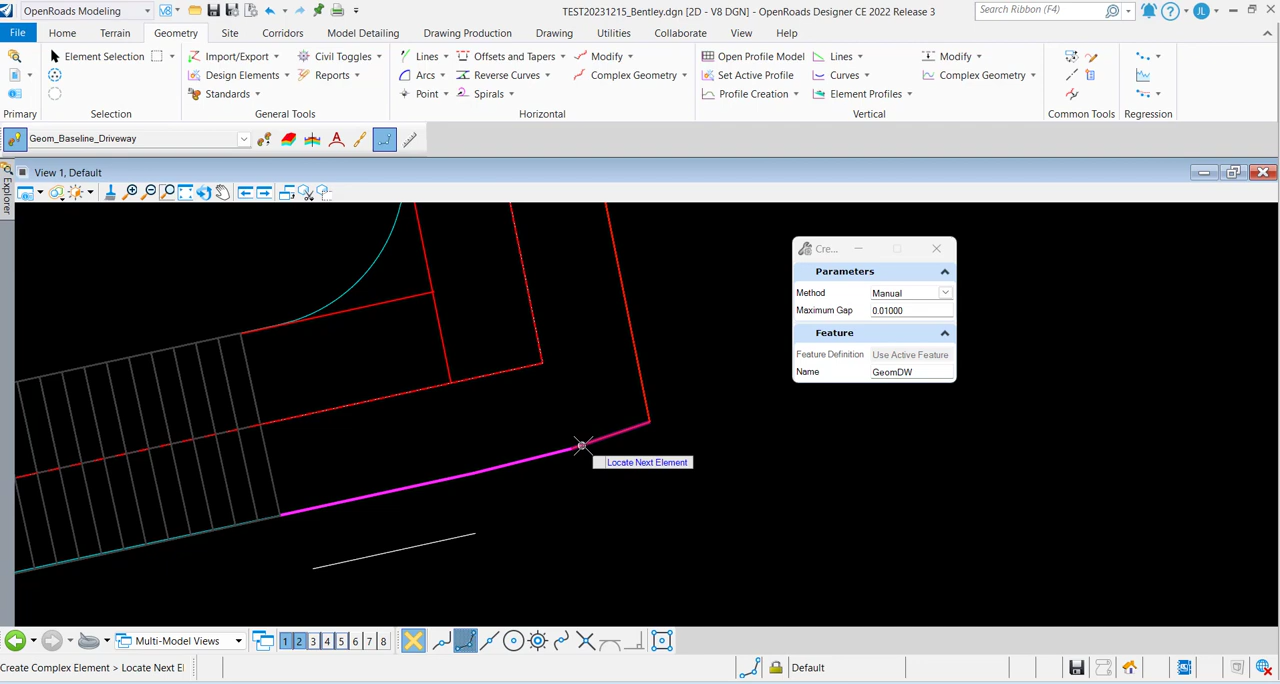 OpenRoads Modeling TEST20231215_Bentley.dgn [2D - V8 DGN] - OpenRoads Designer CE 2022 Release 3 Search Ribbon (F4) JL
File Home Terrain Geometry Site Corridors Model Detailing Drawing Production Drawing Utilities Collaborate View Help
Element Selection Import/Export Civil Toggles Lines Offsets and Tapers Modify Open Profile Model Lines Modify
Design Elements Reports Arcs Reverse Curves Complex Geometry Set Active Profile Curves Complex Geometry
Standards Point Spirals Profile Creation Element Profiles
Primary Selection General Tools Horizontal Vertical Common Tools Regression
Geom_Baseline_Driveway
View 1, Default
Explorer
Cre...
Parameters
Method Manual
Maximum Gap 0.01000
Feature
Feature Definition Use Active Feature
Name GeomDW
Locate Next Element
Multi-Model Views 1 2 3 4 5 6 7 8
Create Complex Element > Locate Next El Default